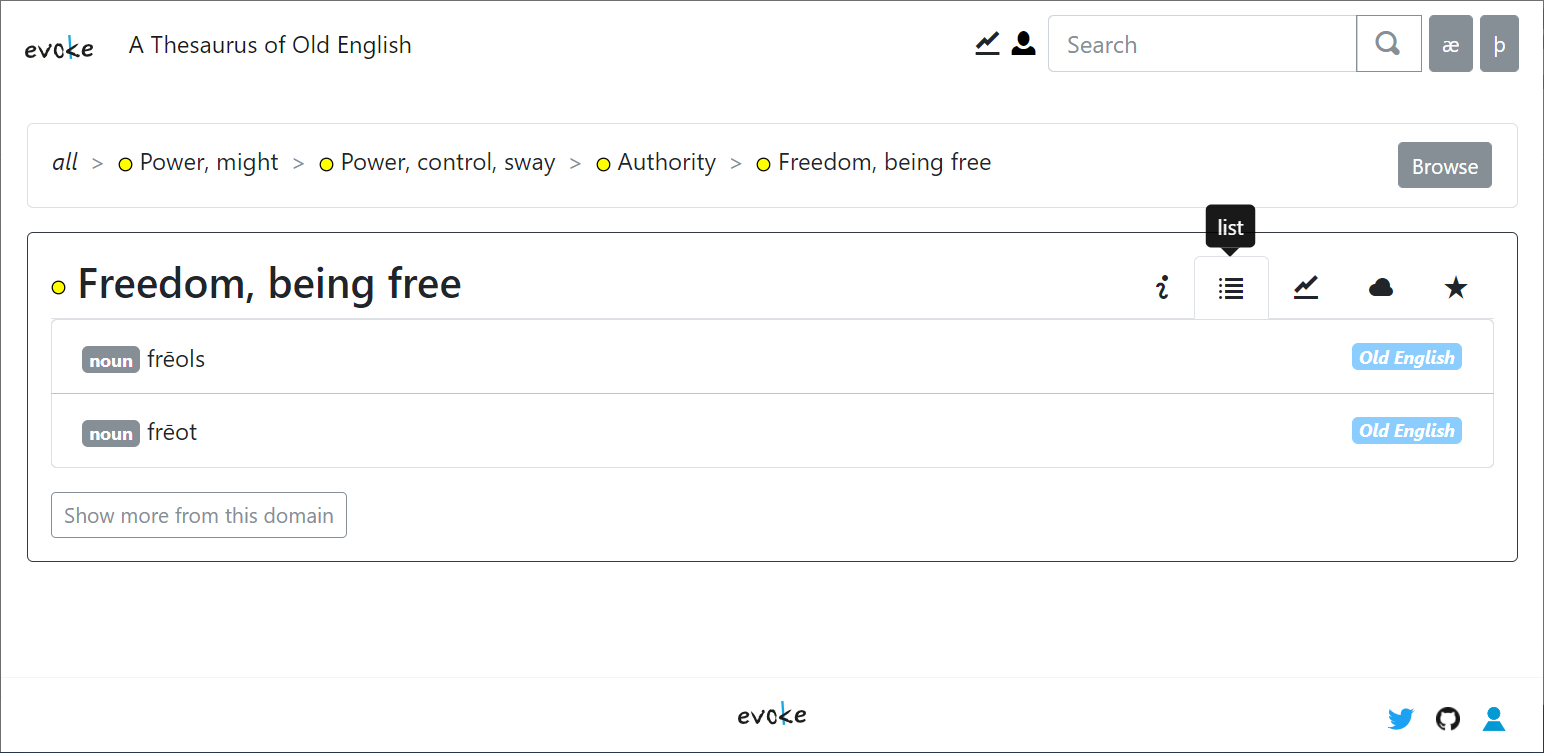 evoke A Thesaurus of Old English Search æ þ
all > Power, might > Power, control, sway > Authority > Freedom, being free Browse
list
Freedom, being free
noun frēols Old English
noun frēot Old English
Show more from this domain
evoke